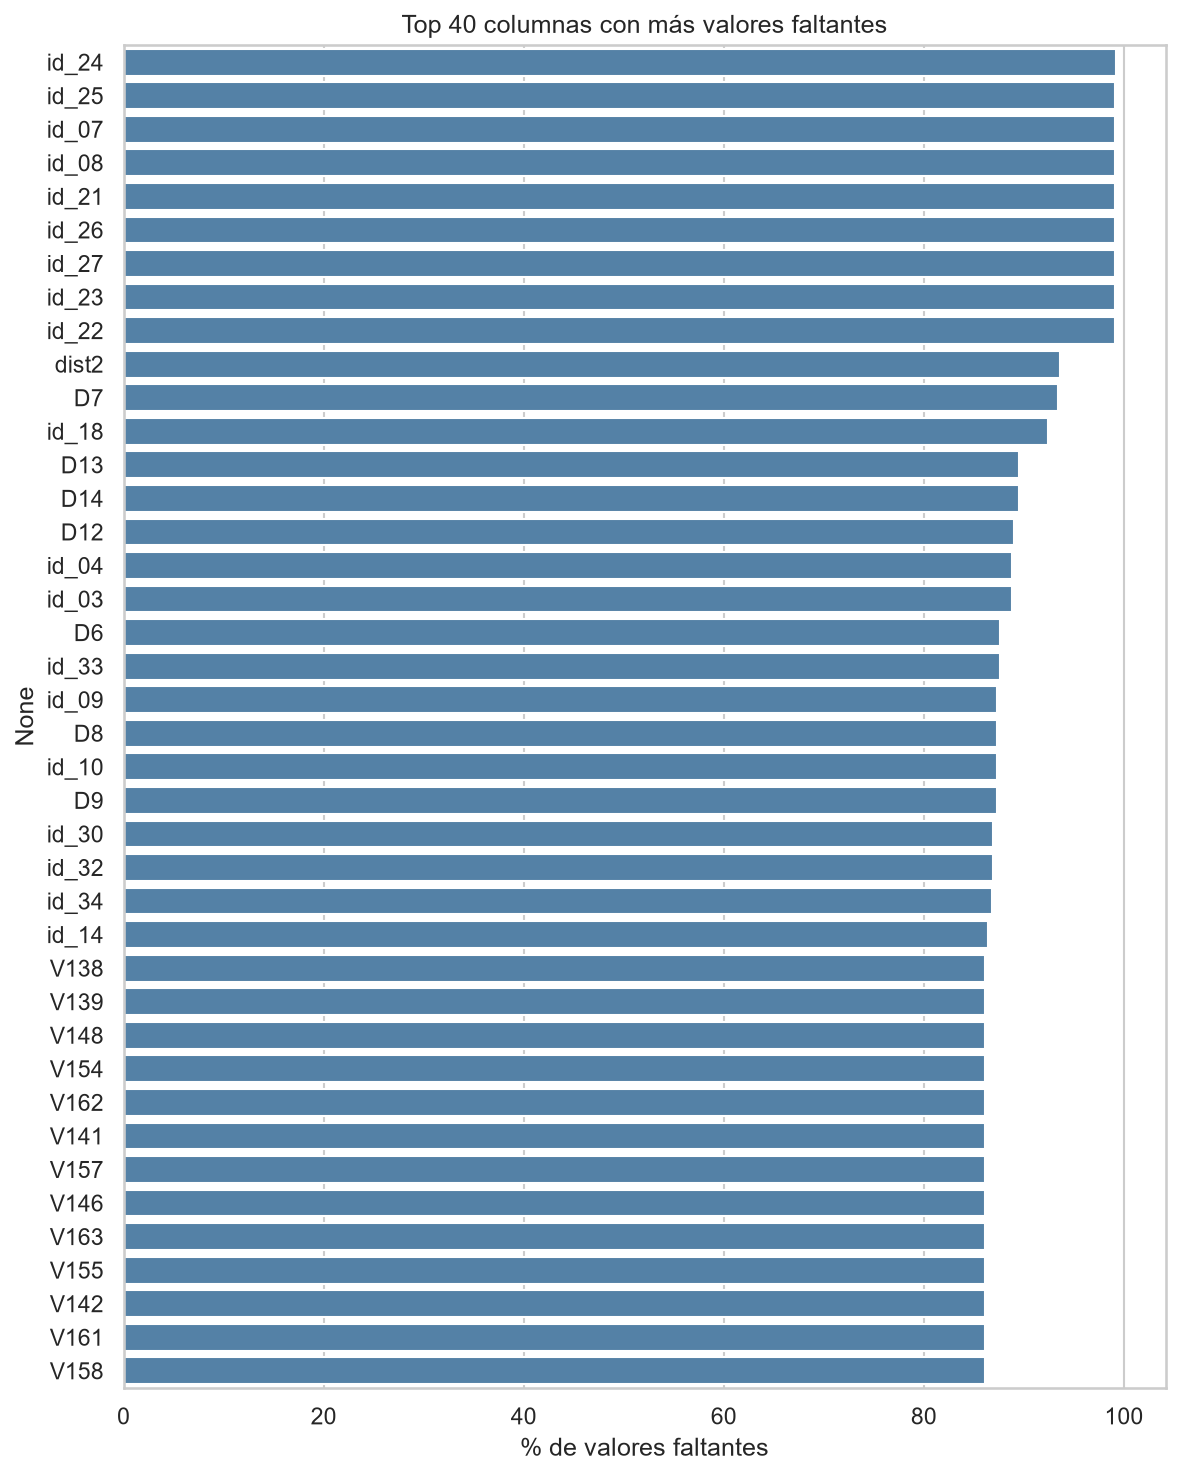 Top 40 columnas con más valores faltantes
id_24
id_25
id_07
id_08
id_21
id_26
id_27
id_23
id_22
dist2
D7
id_18
D13
D14
D12
id_04
id_03
D6
id_33
id_09
D8
id_10
D9
id_30
id_32
id_34
id_14
V138
V139
V148
V154
V162
V141
V157
V146
V163
V155
V142
V161
V158
None
0 20 40 60 80 100
% de valores faltantes